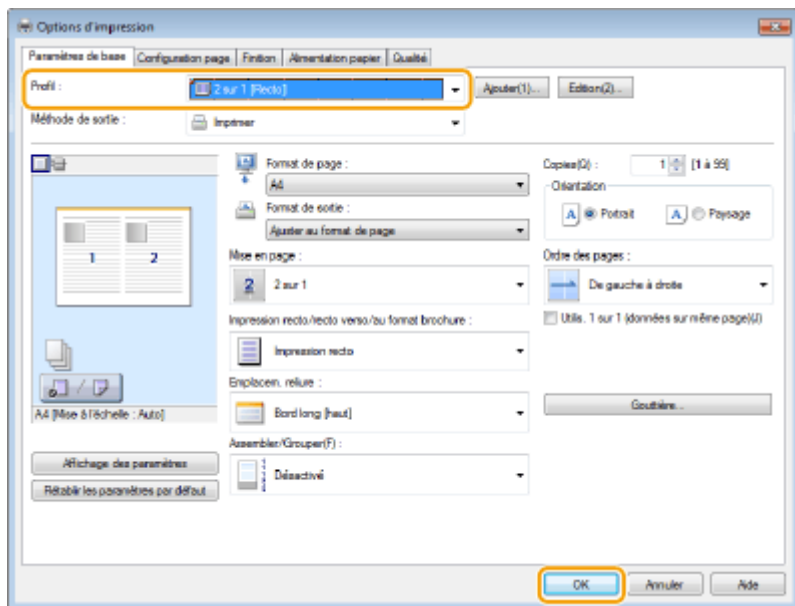 Options d'impression
Paramètres de base Configuration page Finition Alimentation papier Qualité
Profil : 2 sur 1 [Recto] Ajouter(1)... Edition(2)...
Méthode de sortie : Imprimer
Format de page :
A4
Format de sortie :
Ajuster au format de page
Mise en page :
2 2 sur 1
Impression recto/recto verso/au format brochure :
Impression recto
Emplacem. reliure :
Bord long [haut]
Assembler/Grouper(F) :
Désactivé
Copies(Q) : 1 [1 à 99]
Orientation
A Portrait A Paysage
Ordre des pages :
De gauche à droite
Utilis. 1 sur 1 (données sur même page)(J)
Gouttière...
1 2
A4 [Mise à l'échelle : Auto]
Affichage des paramètres
Rétablir les paramètres par défaut
OK Annuler Aide